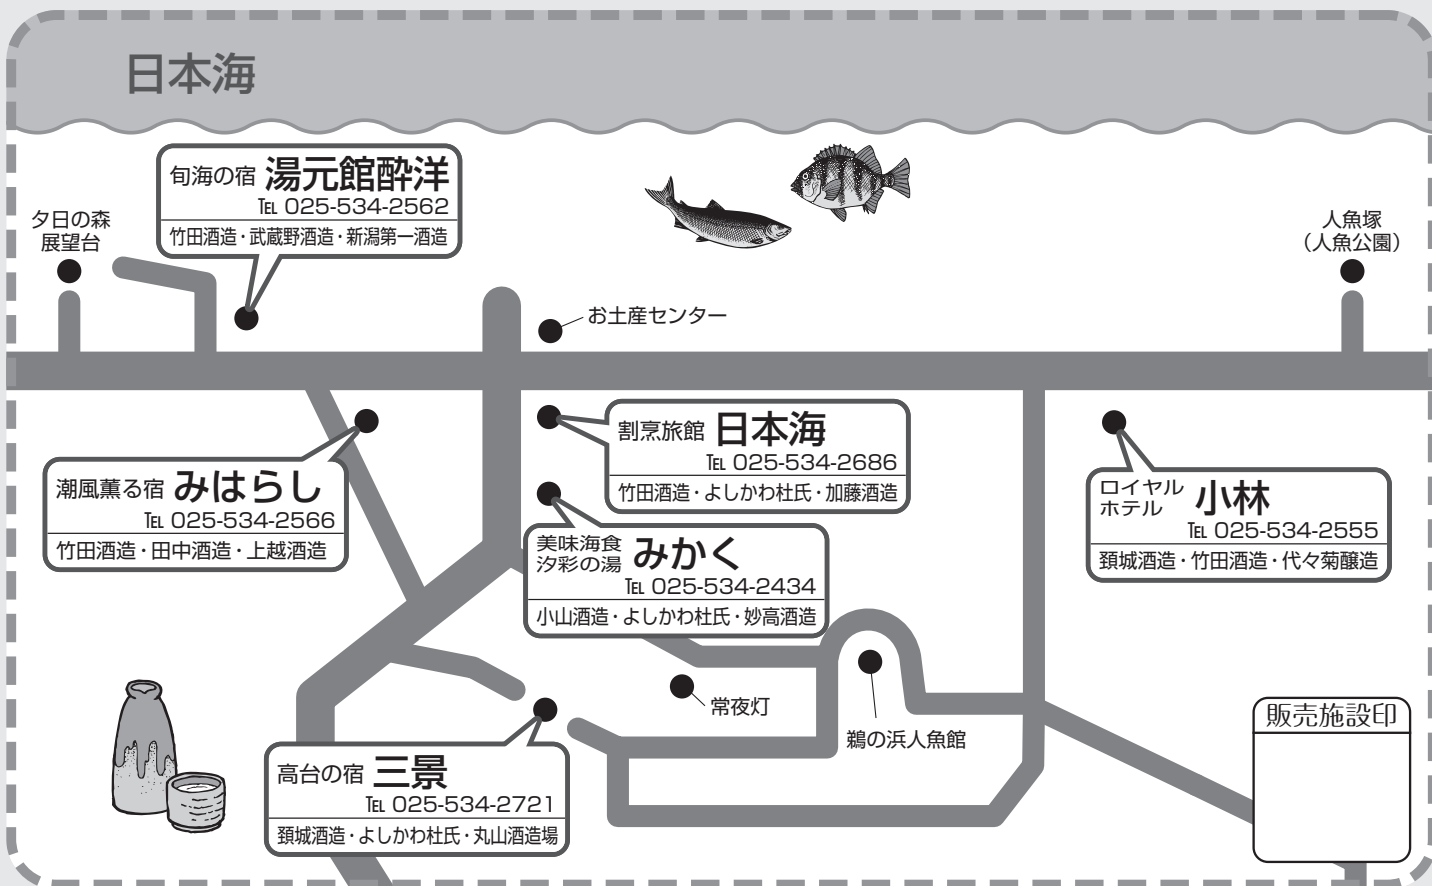 日本海
旬海の宿 湯元館酔洋
TEL 025-534-2562
竹田酒造・武蔵野酒造・新潟第一酒造
夕日の森
展望台
人魚塚
（人魚公園）
お土産センター
割烹旅館 日本海
TEL 025-534-2686
竹田酒造・よしかわ杜氏・加藤酒造
潮風薫る宿 みはらし
TEL 025-534-2566
竹田酒造・田中酒造・上越酒造
ロイヤル
ホテル 小林
TEL 025-534-2555
頚城酒造・竹田酒造・代々菊醸造
美味海食
汐彩の湯 みかく
TEL 025-534-2434
小山酒造・よしかわ杜氏・妙高酒造
常夜灯
鵜の浜人魚館
販売施設印
高台の宿 三景
TEL 025-534-2721
頚城酒造・よしかわ杜氏・丸山酒造場